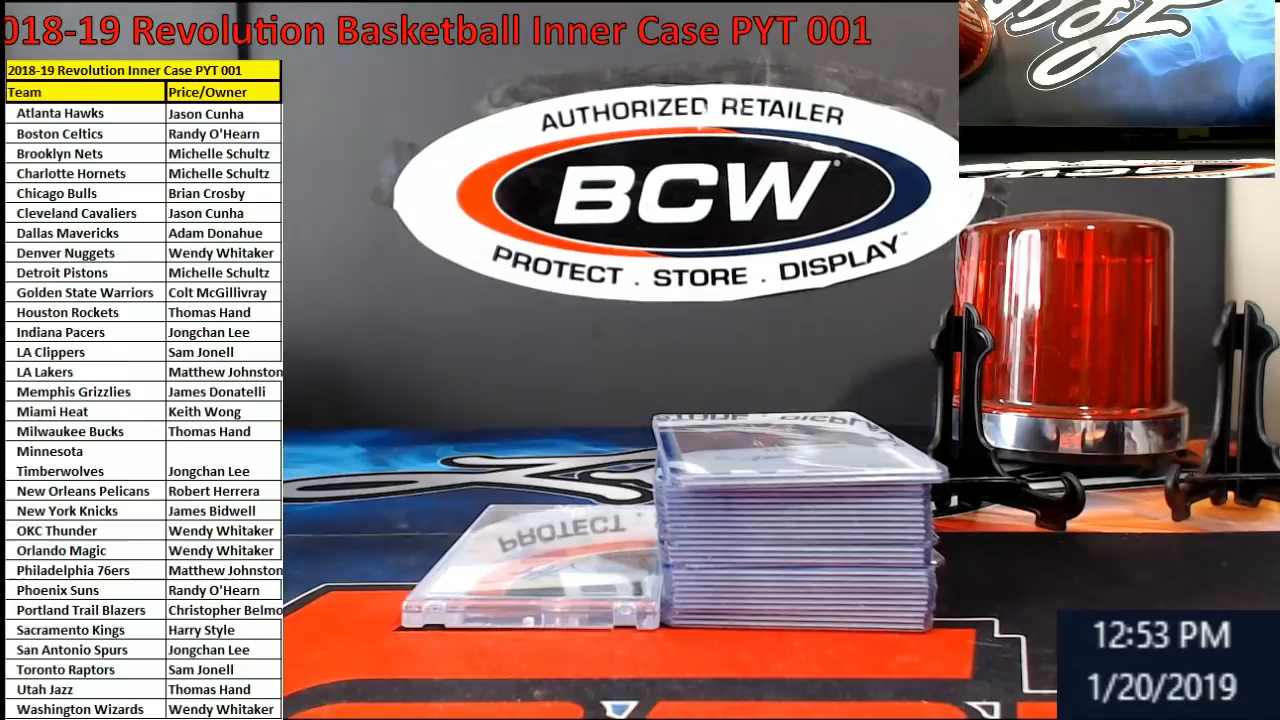 018-19 Revolution Basketball Inner Case PYT 001
2018-19 Revolution Inner Case PYT 001
Team Price/Owner
Atlanta Hawks Jason Cunha
Boston Celtics Randy O'Hearn
Brooklyn Nets Michelle Schultz
Charlotte Hornets Michelle Schultz
Chicago Bulls Brian Crosby
Cleveland Cavaliers Jason Cunha
Dallas Mavericks Adam Donahue
Denver Nuggets Wendy Whitaker
Detroit Pistons Michelle Schultz
Golden State Warriors Colt McGillivray
Houston Rockets Thomas Hand
Indiana Pacers Jongchan Lee
LA Clippers Sam Jonell
LA Lakers Matthew Johnston
Memphis Grizzlies James Donatelli
Miami Heat Keith Wong
Milwaukee Bucks Thomas Hand
Minnesota
Timberwolves Jongchan Lee
New Orleans Pelicans Robert Herrera
New York Knicks James Bidwell
OKC Thunder Wendy Whitaker
Orlando Magic Wendy Whitaker
Philadelphia 76ers Matthew Johnston
Phoenix Suns Randy O'Hearn
Portland Trail Blazers Christopher Belmo
Sacramento Kings Harry Style
San Antonio Spurs Jongchan Lee
Toronto Raptors Sam Jonell
Utah Jazz Thomas Hand
Washington Wizards Wendy Whitaker
AUTHORIZED RETAILER
BCW
PROTECT . STORE . DISPLAY™
PROTECT
12:53 PM
1/20/2019